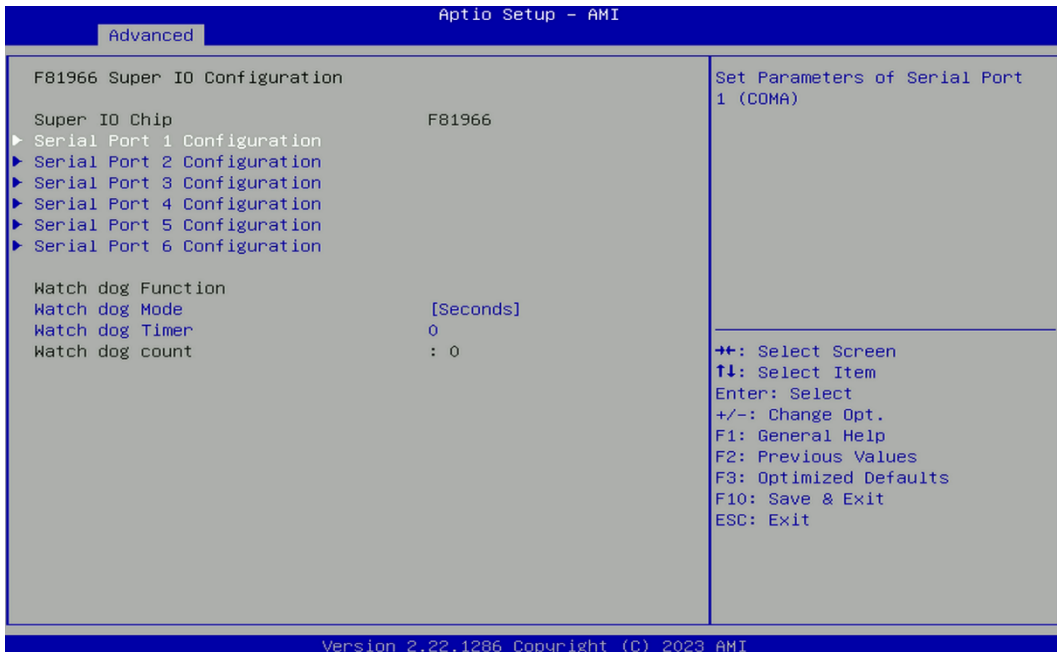 Aptio Setup - AMI
Advanced
F81966 Super IO Configuration
Super IO Chip F81966
Serial Port 1 Configuration
Serial Port 2 Configuration
Serial Port 3 Configuration
Serial Port 4 Configuration
Serial Port 5 Configuration
Serial Port 6 Configuration
Watch dog Function
Watch dog Mode [Seconds]
Watch dog Timer 0
Watch dog count : 0
Set Parameters of Serial Port
1 (COMA)
→←: Select Screen
↑↓: Select Item
Enter: Select
+/-: Change Opt.
F1: General Help
F2: Previous Values
F3: Optimized Defaults
F10: Save & Exit
ESC: Exit
Version 2.22.1286 Copyright (C) 2023 AMI